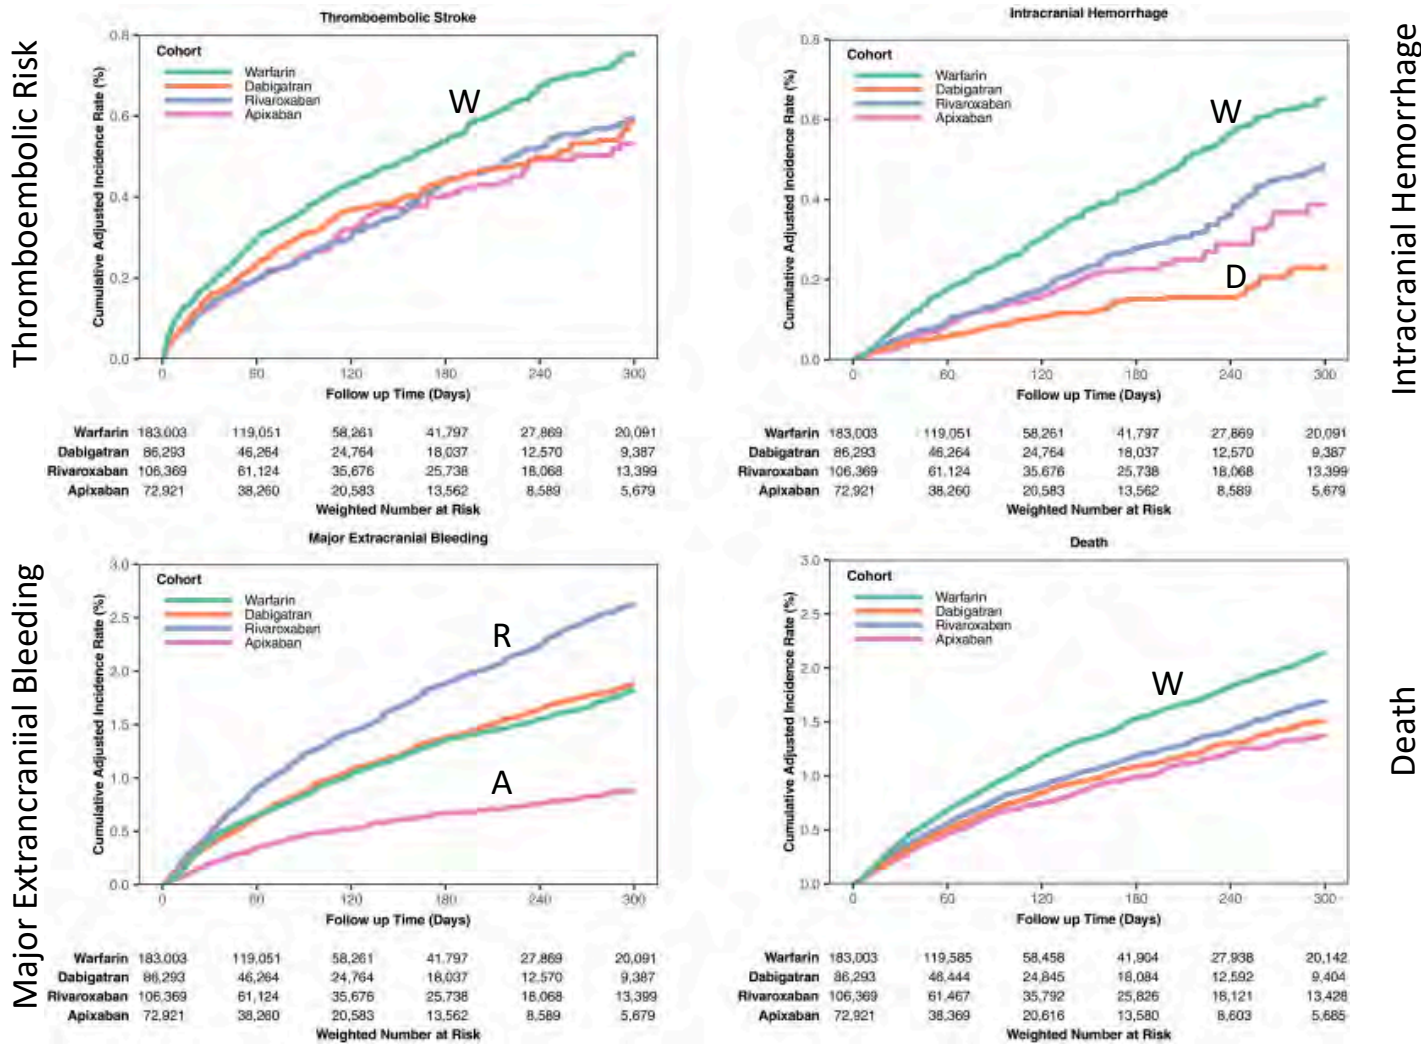 Thromboembolic Risk
Thromboembolic Stroke
Cumulative Adjusted Incidence Rate (%)
0.8
0.6
0.4
0.2
0.0
Cohort
Warfarin
Dabigatran
Rivaroxaban
Apixaban
W
0 60 120 180 240 300
Follow up Time (Days)
Warfarin 183,003 119,051 58,261 41,797 27,869 20,091
Dabigatran 86,293 46,264 24,764 18,037 12,570 9,387
Rivaroxaban 106,369 61,124 35,676 25,738 18,068 13,399
Apixaban 72,921 38,260 20,583 13,562 8,589 5,679
Weighted Number at Risk
Intracranial Hemorrhage
Intracranial Hemorrhage
Cumulative Adjusted Incidence Rate (%)
0.8
0.6
0.4
0.2
0.0
Cohort
Warfarin
Dabigatran
Rivaroxaban
Apixaban
W
D
0 60 120 180 240 300
Follow up Time (Days)
Warfarin 183,003 119,051 58,261 41,797 27,869 20,091
Dabigatran 86,293 46,264 24,764 18,037 12,570 9,387
Rivaroxaban 106,369 61,124 35,676 25,738 18,068 13,399
Apixaban 72,921 38,260 20,583 13,562 8,589 5,679
Weighted Number at Risk
Major Extrancraniial Bleeding
Major Extracranial Bleeding
Cumulative Adjusted Incidence Rate (%)
3.0
2.5
2.0
1.5
1.0
0.5
0.0
Cohort
Warfarin
Dabigatran
Rivaroxaban
Apixaban
R
A
0 60 120 180 240 300
Follow up Time (Days)
Warfarin 183,003 119,051 58,261 41,797 27,869 20,091
Dabigatran 86,293 46,264 24,764 18,037 12,570 9,387
Rivaroxaban 106,369 61,124 35,676 25,738 18,068 13,399
Apixaban 72,921 38,260 20,583 13,562 8,589 5,679
Weighted Number at Risk
Death
Death
Cumulative Adjusted Incidence Rate (%)
3.0
2.5
2.0
1.5
1.0
0.5
0.0
Cohort
Warfarin
Dabigatran
Rivaroxaban
Apixaban
W
0 60 120 180 240 300
Follow up Time (Days)
Warfarin 183,003 119,585 58,458 41,904 27,938 20,142
Dabigatran 86,293 48,444 24,845 18,084 12,592 9,404
Rivaroxaban 106,369 61,467 35,792 25,826 18,121 13,428
Apixaban 72,921 38,369 20,616 13,580 8,603 5,685
Weighted Number at Risk